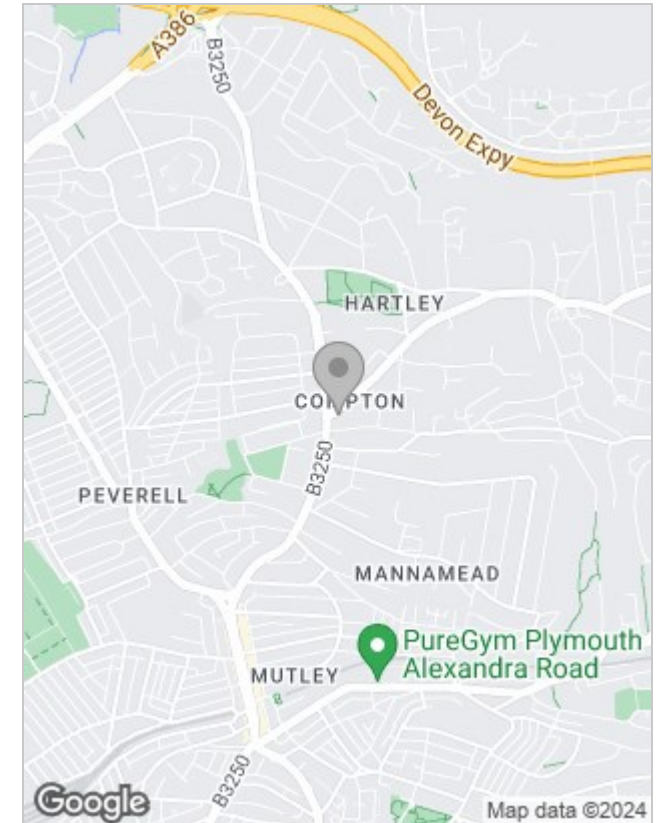 A386
B3250
Devon Expy
HARTLEY
COMPTON
B3250
PEVERELL
MANNAMEAD
PureGym Plymouth
Alexandra Road
MUTLEY
B3250
Google
Map data ©2024